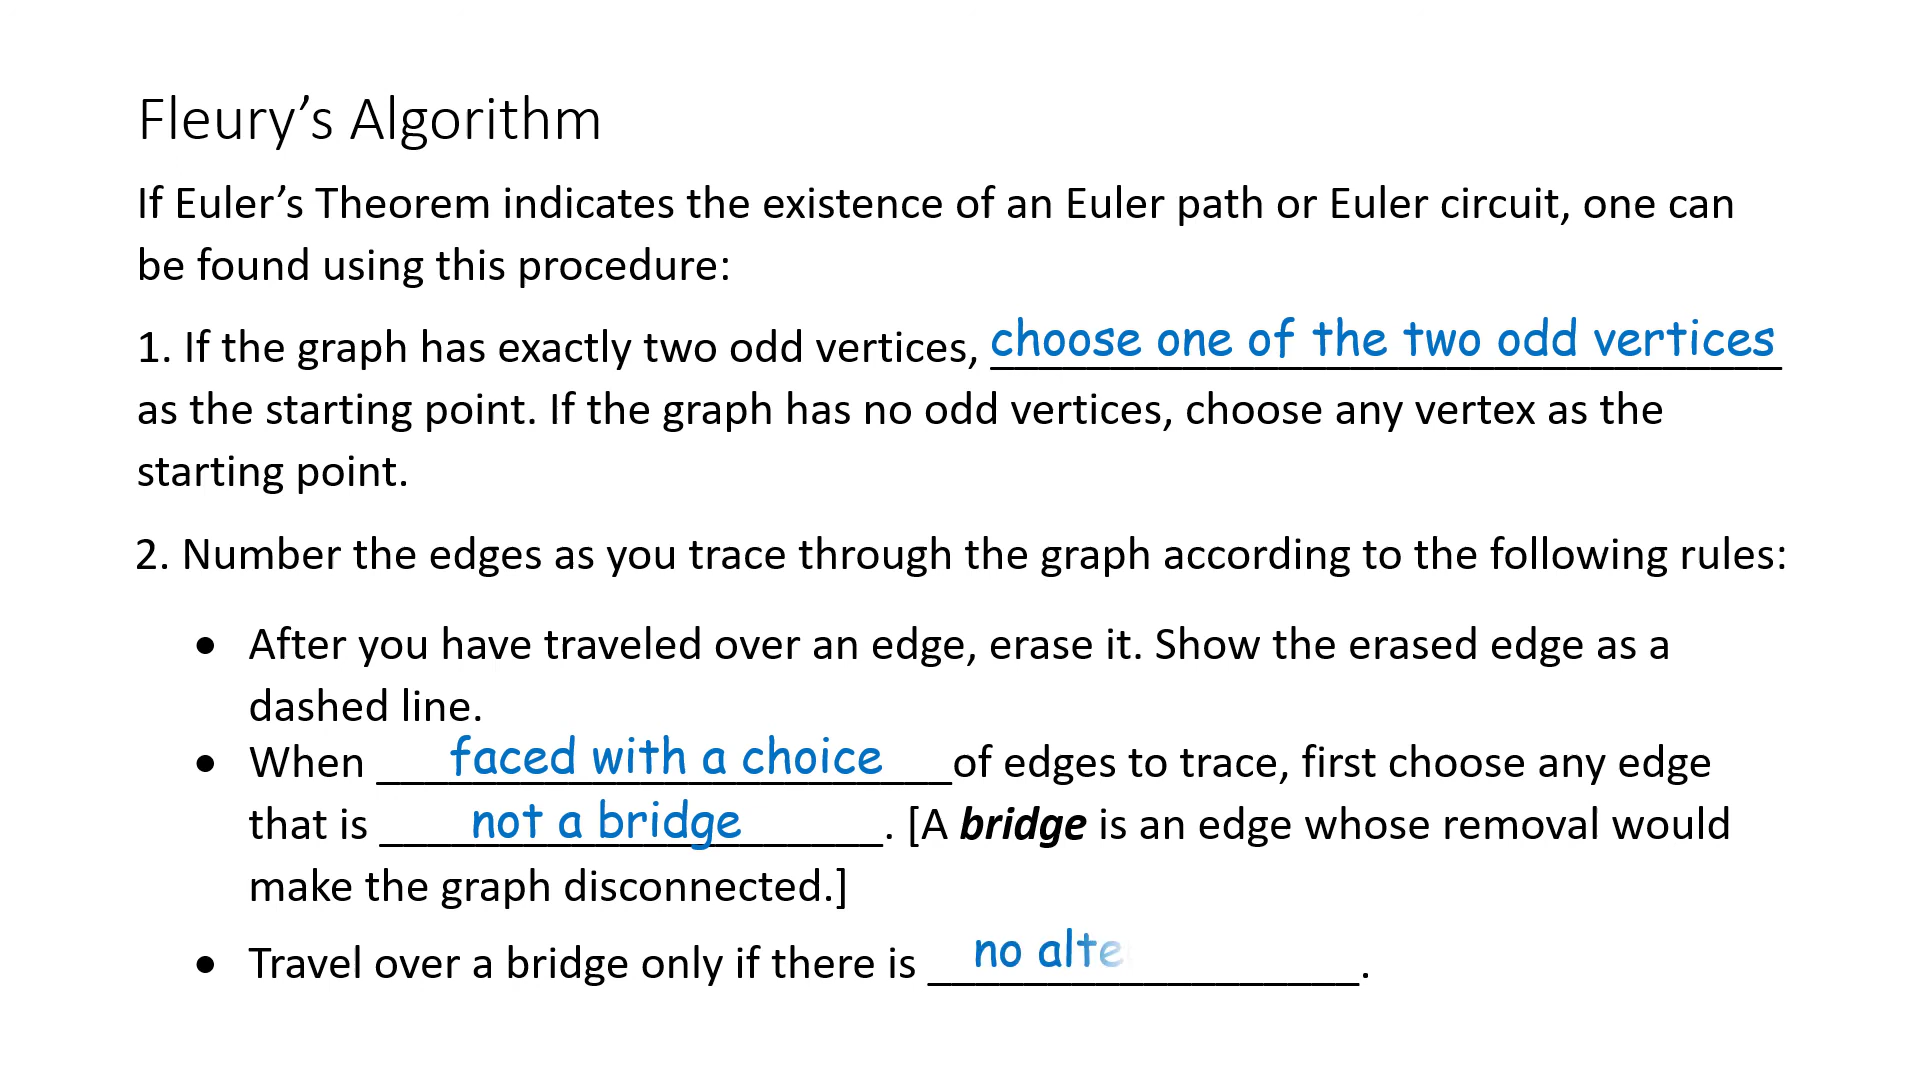 Fleury’s Algorithm
If Euler’s Theorem indicates the existence of an Euler path or Euler circuit, one can
be found using this procedure:
1. If the graph has exactly two odd vertices, choose one of the two odd vertices
as the starting point. If the graph has no odd vertices, choose any vertex as the
starting point.
2. Number the edges as you trace through the graph according to the following rules:
• After you have traveled over an edge, erase it. Show the erased edge as a
dashed line.
• When faced with a choice of edges to trace, first choose any edge
that is not a bridge. [A bridge is an edge whose removal would
make the graph disconnected.]
• Travel over a bridge only if there is no alte.